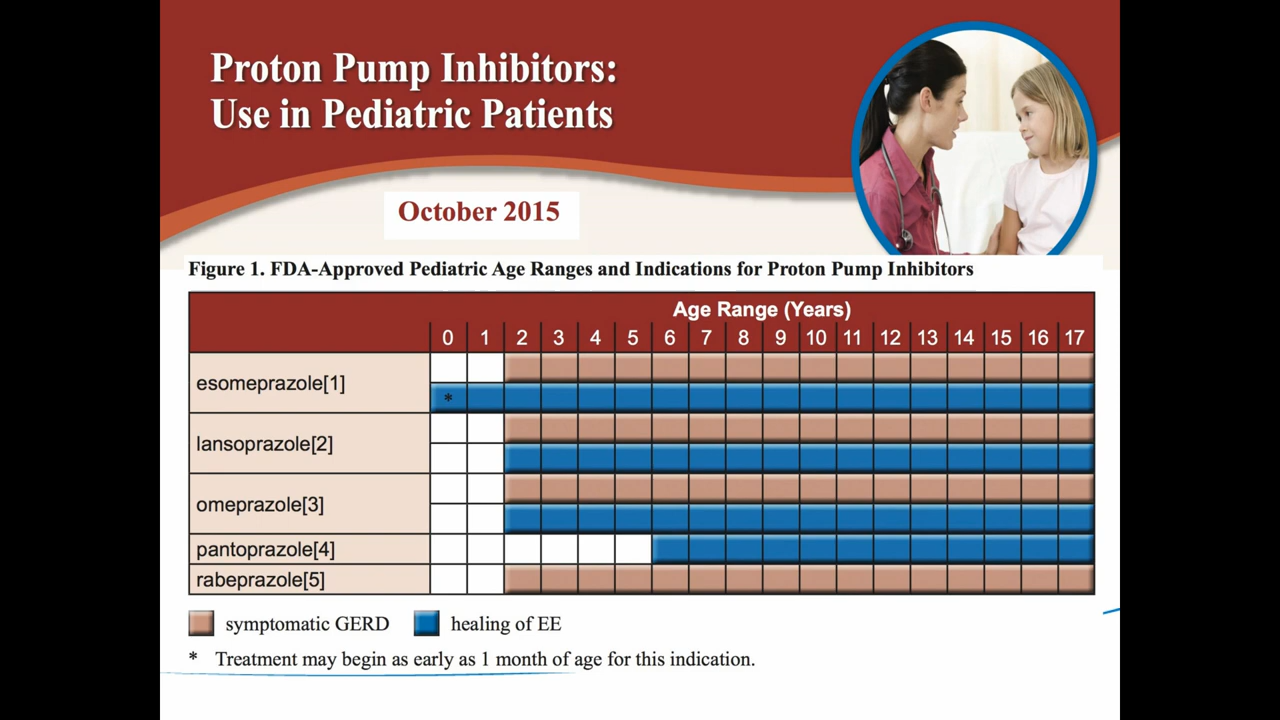 Proton Pump Inhibitors:
Use in Pediatric Patients
October 2015
Figure 1. FDA-Approved Pediatric Age Ranges and Indications for Proton Pump Inhibitors
Age Range (Years)
0 1 2 3 4 5 6 7 8 9 10 11 12 13 14 15 16 17
esomeprazole[1]
*
lansoprazole[2]
omeprazole[3]
pantoprazole[4]
rabeprazole[5]
symptomatic GERD healing of EE
* Treatment may begin as early as 1 month of age for this indication.